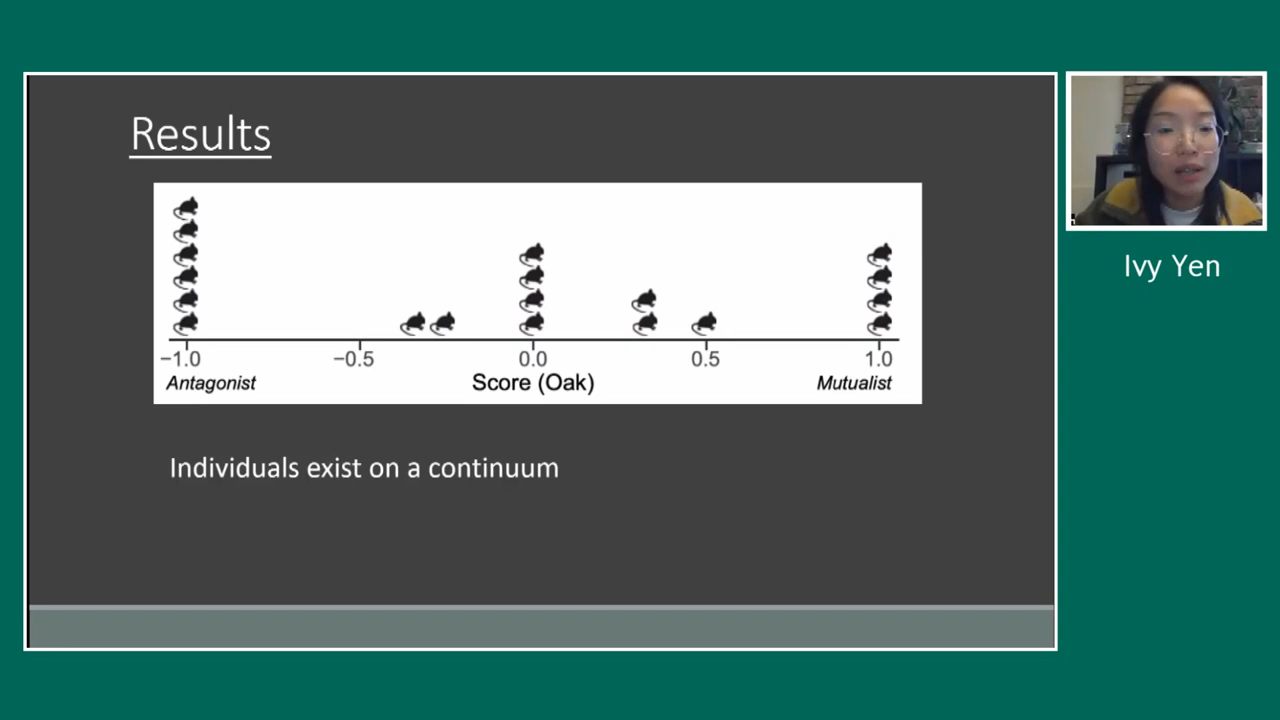 Results
−1.0 −0.5 0.0 0.5 1.0
Antagonist Score (Oak) Mutualist
Individuals exist on a continuum
Ivy Yen